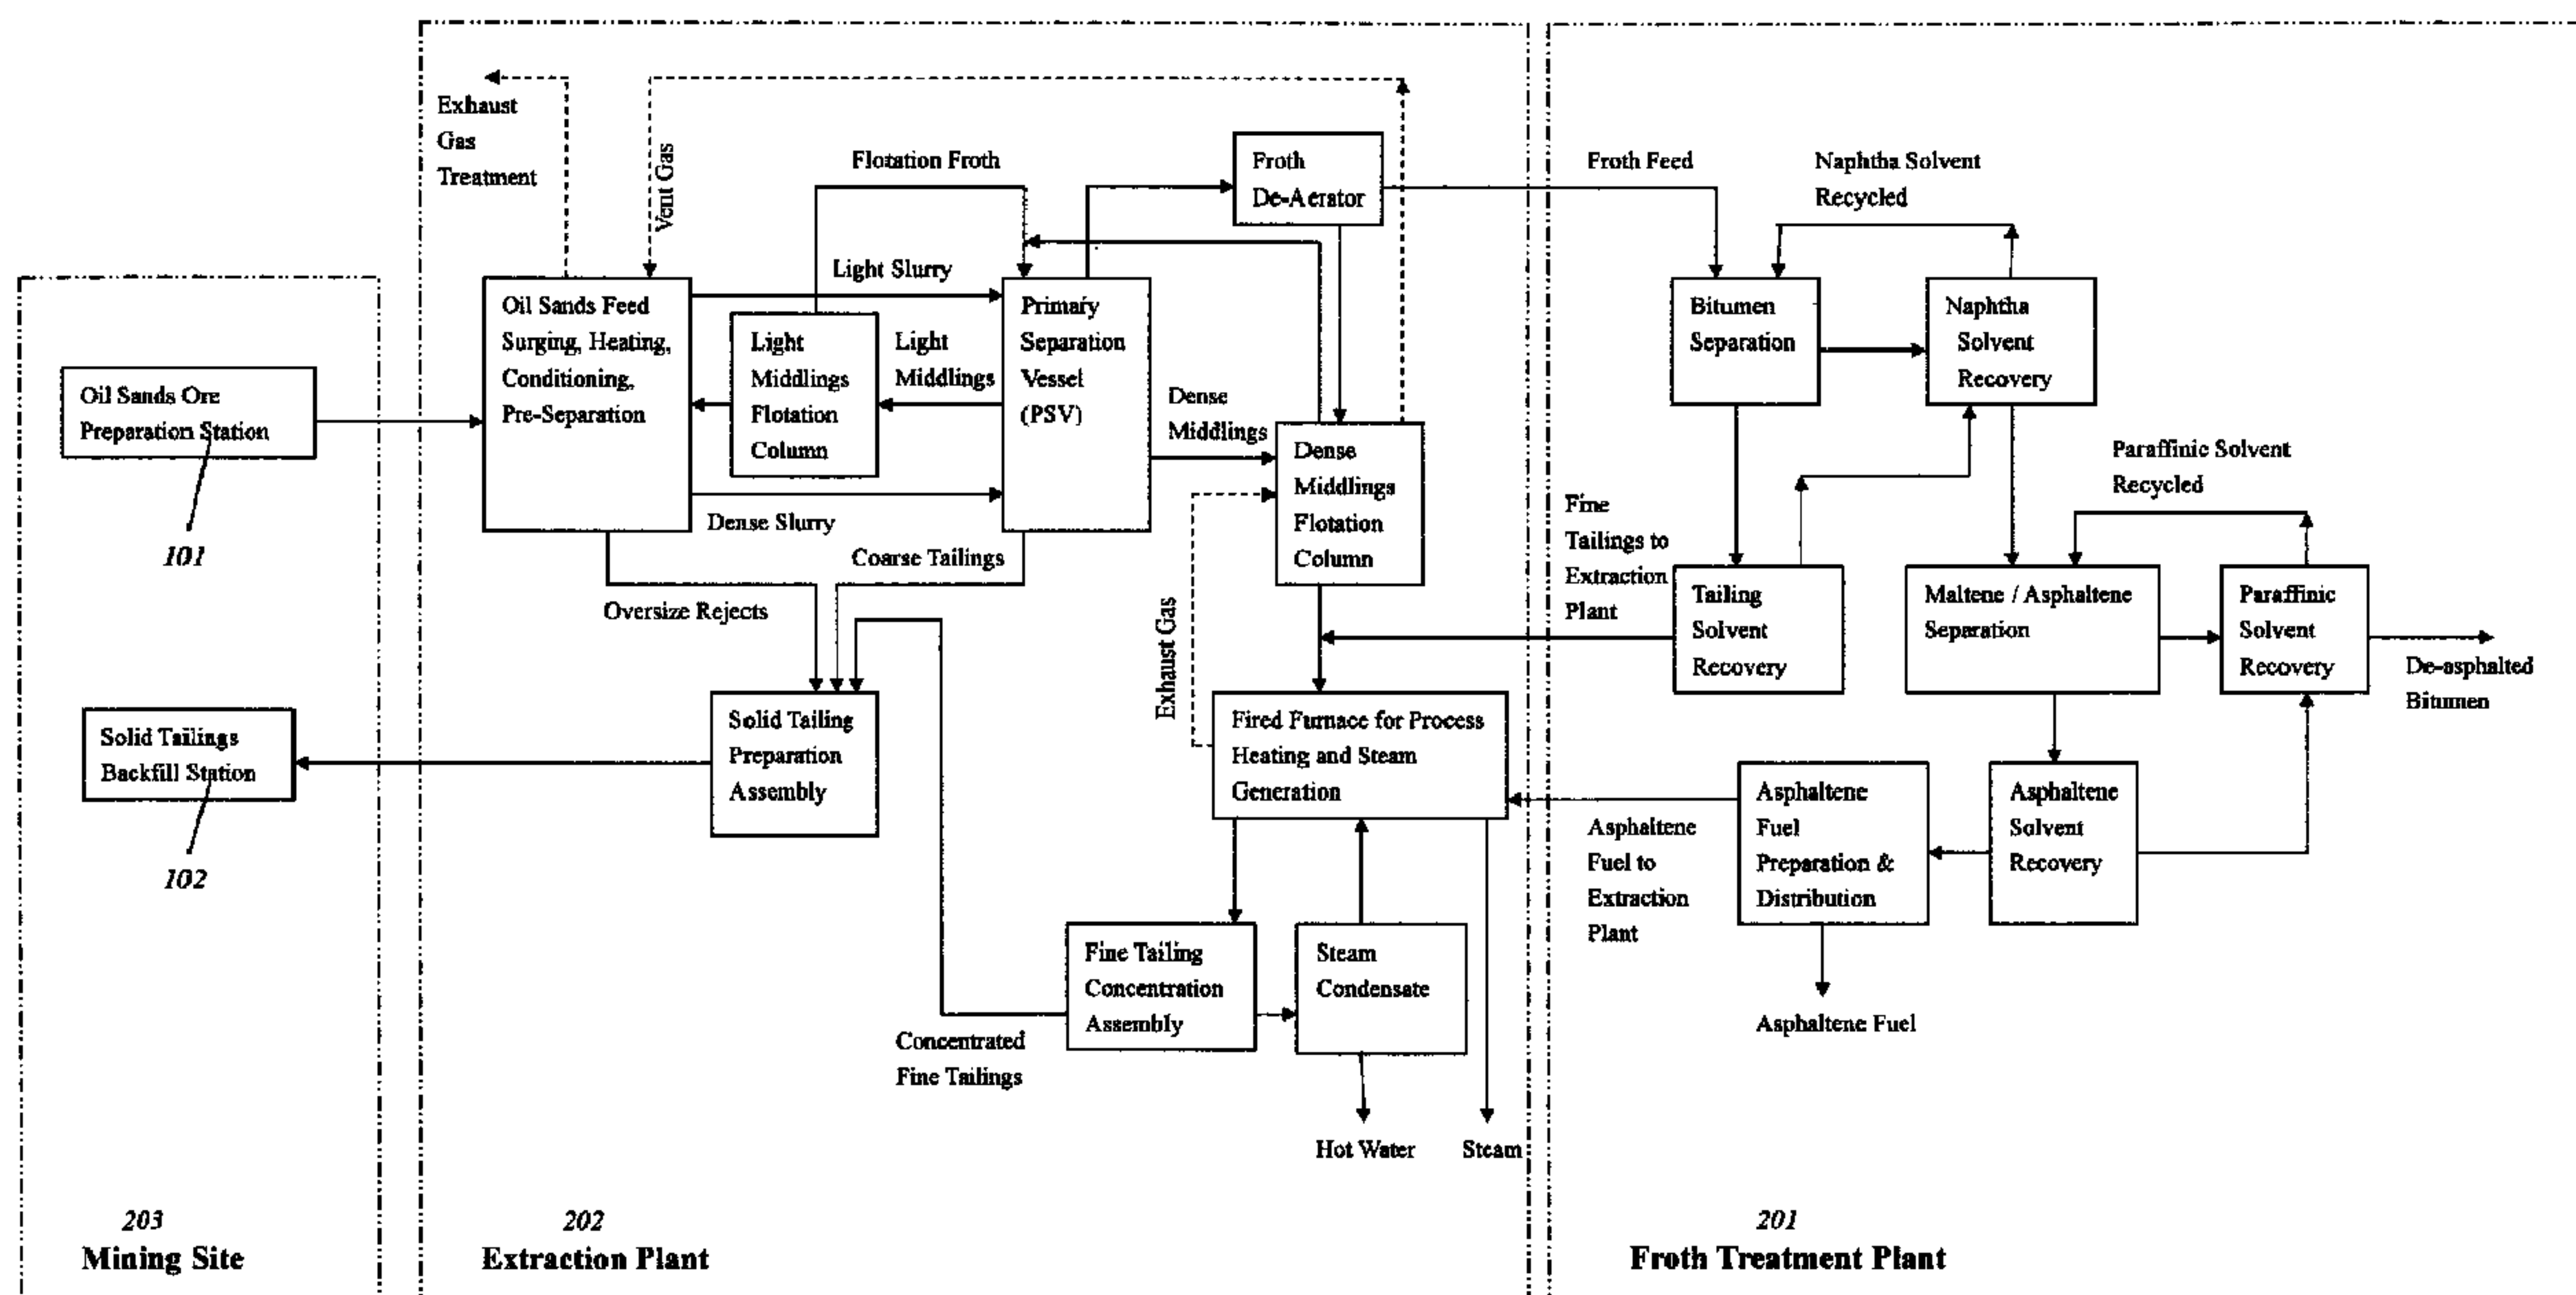 Exhaust
Gas
Treatment
Vent Gas
Flotation Froth
Froth
De-Aerator
Froth Feed
Naphtha Solvent
Recycled
Light Slurry
Oil Sands Feed
Surging, Heating,
Conditioning,
Pre-Separation
Light
Middlings
Flotation
Column
Light
Middlings
Primary
Separation
Vessel
(PSV)
Dense
Middlings
Bitumen
Separation
Naphtha
Solvent
Recovery
Oil Sands Ore
Preparation Station
101
Dense
Middlings
Flotation
Column
Paraffinic Solvent
Recycled
Dense Slurry
Coarse Tailings
Oversize Rejects
Exhaust Gas
Fine
Tailings to
Extraction
Plant
Tailing
Solvent
Recovery
Maltene / Asphaltene
Separation
Paraffinic
Solvent
Recovery
De-asphalted
Bitumen
Solid Tailings
Backfill Station
102
Solid Tailing
Preparation
Assembly
Fired Furnace for Process
Heating and Steam
Generation
Asphaltene
Fuel to
Extraction
Plant
Asphaltene
Fuel
Preparation &
Distribution
Asphaltene
Solvent
Recovery
Asphaltene Fuel
Fine Tailing
Concentration
Assembly
Steam
Condensate
Concentrated
Fine Tailings
Hot Water
Steam
203
Mining Site
202
Extraction Plant
201
Froth Treatment Plant